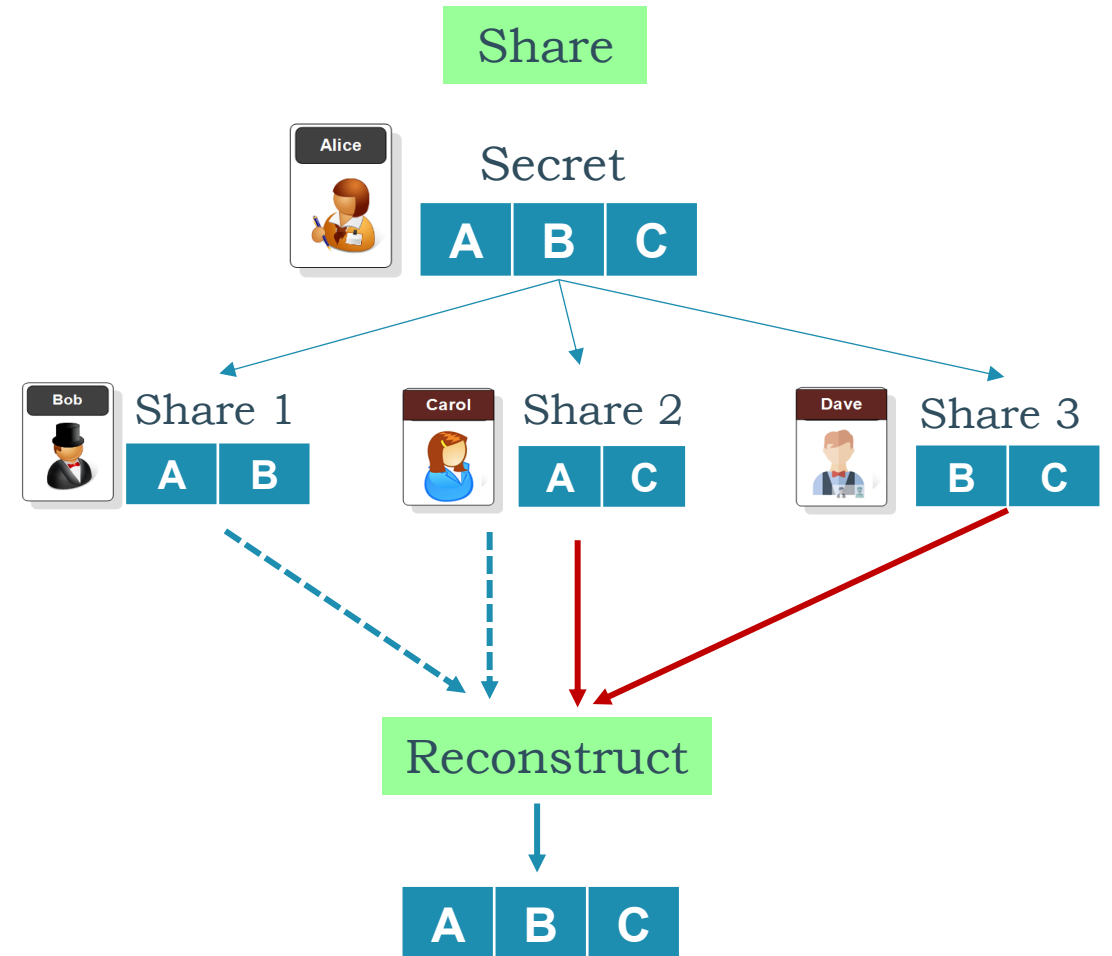 Share
Alice
Secret
A B C
Bob
Share 1
A B
Carol
Share 2
A C
Dave
Share 3
B C
Reconstruct
A B C